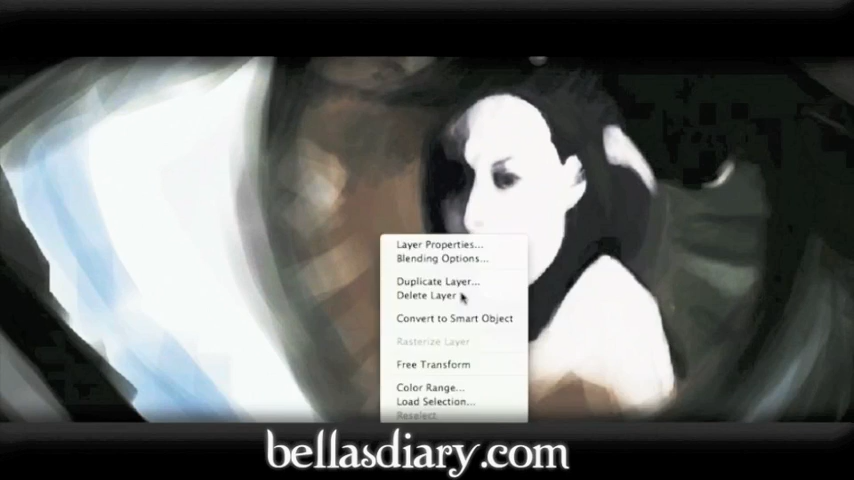 Layer Properties...
Blending Options...
Duplicate Layer...
Delete Layer
Convert to Smart Object
Rasterize Layer
Free Transform
Color Range...
Load Selection...
Reselect
bellasdiary.com